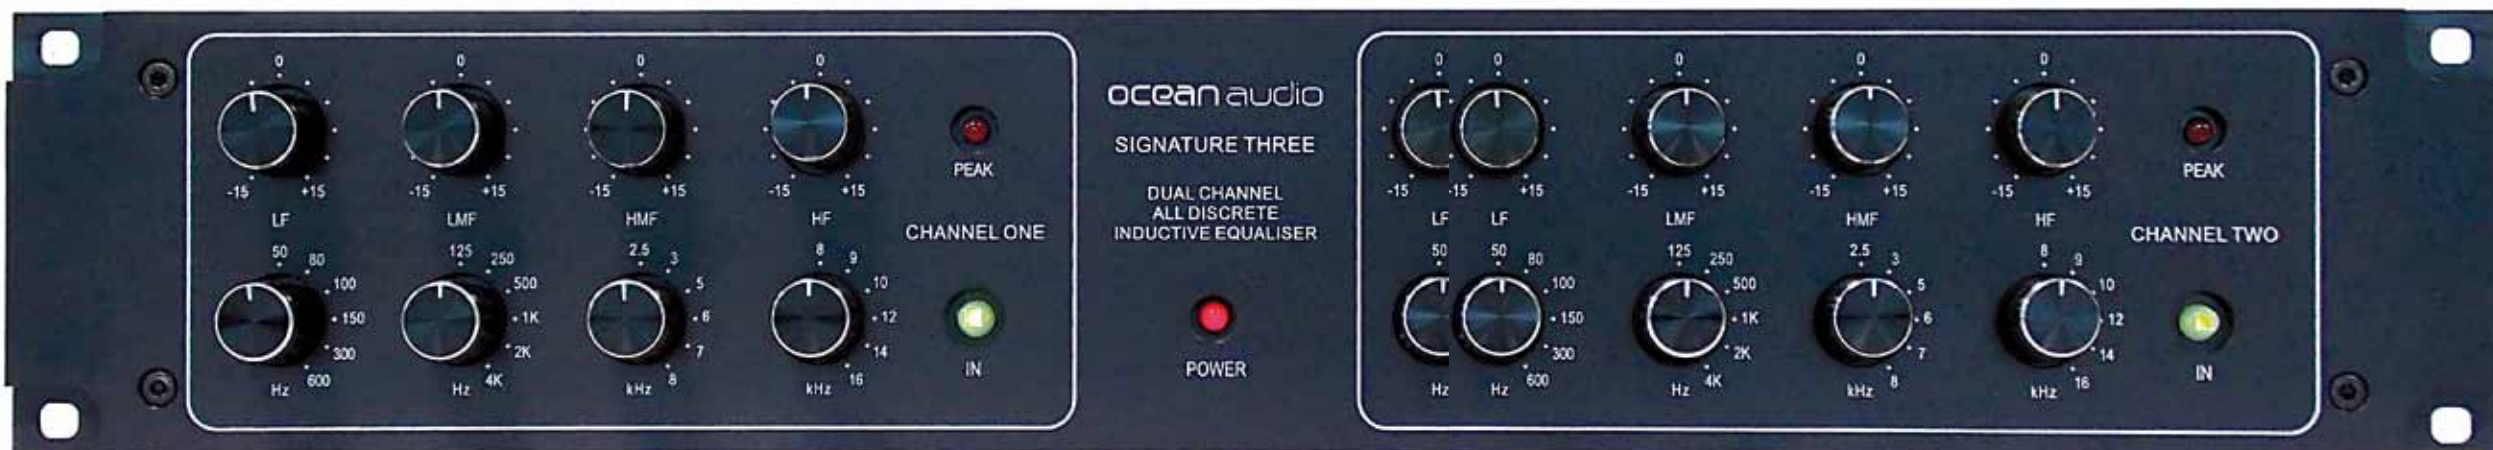 0 0 0 0
-15 +15 -15 +15 -15 +15 -15 +15
LF LMF HMF HF
PEAK
CHANNEL ONE
50 80 100 150 300 600 Hz
125 250 500 1K 2K 4K Hz
2.5 3 5 6 7 8 kHz
8 9 10 12 14 16 kHz
IN
ocean audio
SIGNATURE THREE
DUAL CHANNEL
ALL DISCRETE
INDUCTIVE EQUALISER
POWER
0 0 0 0 0
-15 -15 +15 -15 +15 -15 +15 -15 +15
LF LF LMF HMF HF
PEAK
CHANNEL TWO
50 Hz
50 80 100 150 300 600 Hz
125 250 500 1K 2K 4K Hz
2.5 3 5 6 7 8 kHz
8 9 10 12 14 16 kHz
IN